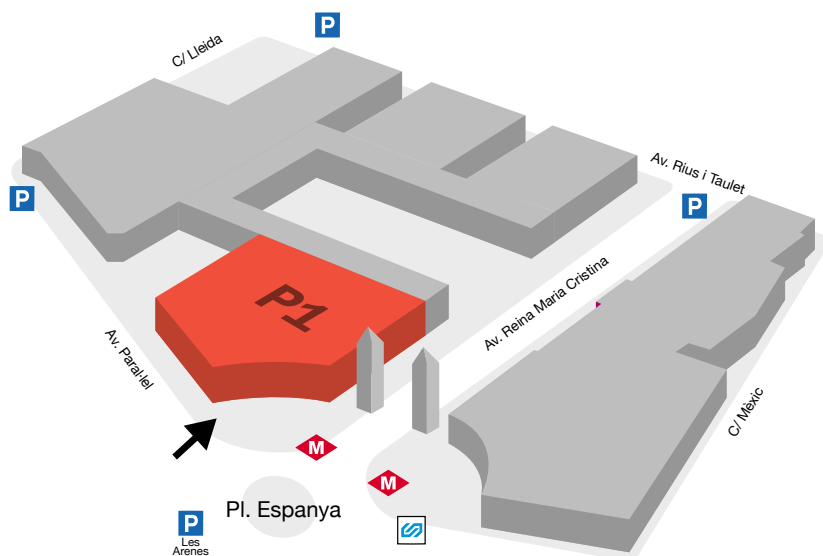 P
C/ Lleida
Av. Rius i Taulet
P
P
Av. Reina Maria Cristina
P1
Av. Paral·lel
C/ Mèxic
M
M
Pl. Espanya
P
Les
Arenes